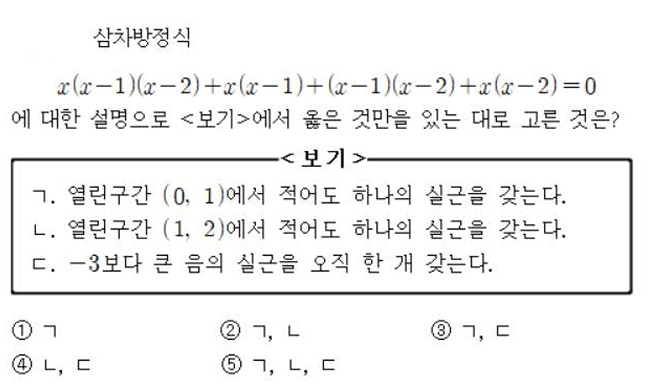 삼차방정식
x(x−1)(x−2)+x(x−1)+(x−1)(x−2)+x(x−2)=0
에 대한 설명으로 <보기>에서 옳은 것만을 있는 대로 고른 것은?
<보기>
ㄱ. 열린구간 (0, 1)에서 적어도 하나의 실근을 갖는다.
ㄴ. 열린구간 (1, 2)에서 적어도 하나의 실근을 갖는다.
ㄷ. −3보다 큰 음의 실근을 오직 한 개 갖는다.
① ㄱ ② ㄱ, ㄴ ③ ㄱ, ㄷ
④ ㄴ, ㄷ ⑤ ㄱ, ㄴ, ㄷ